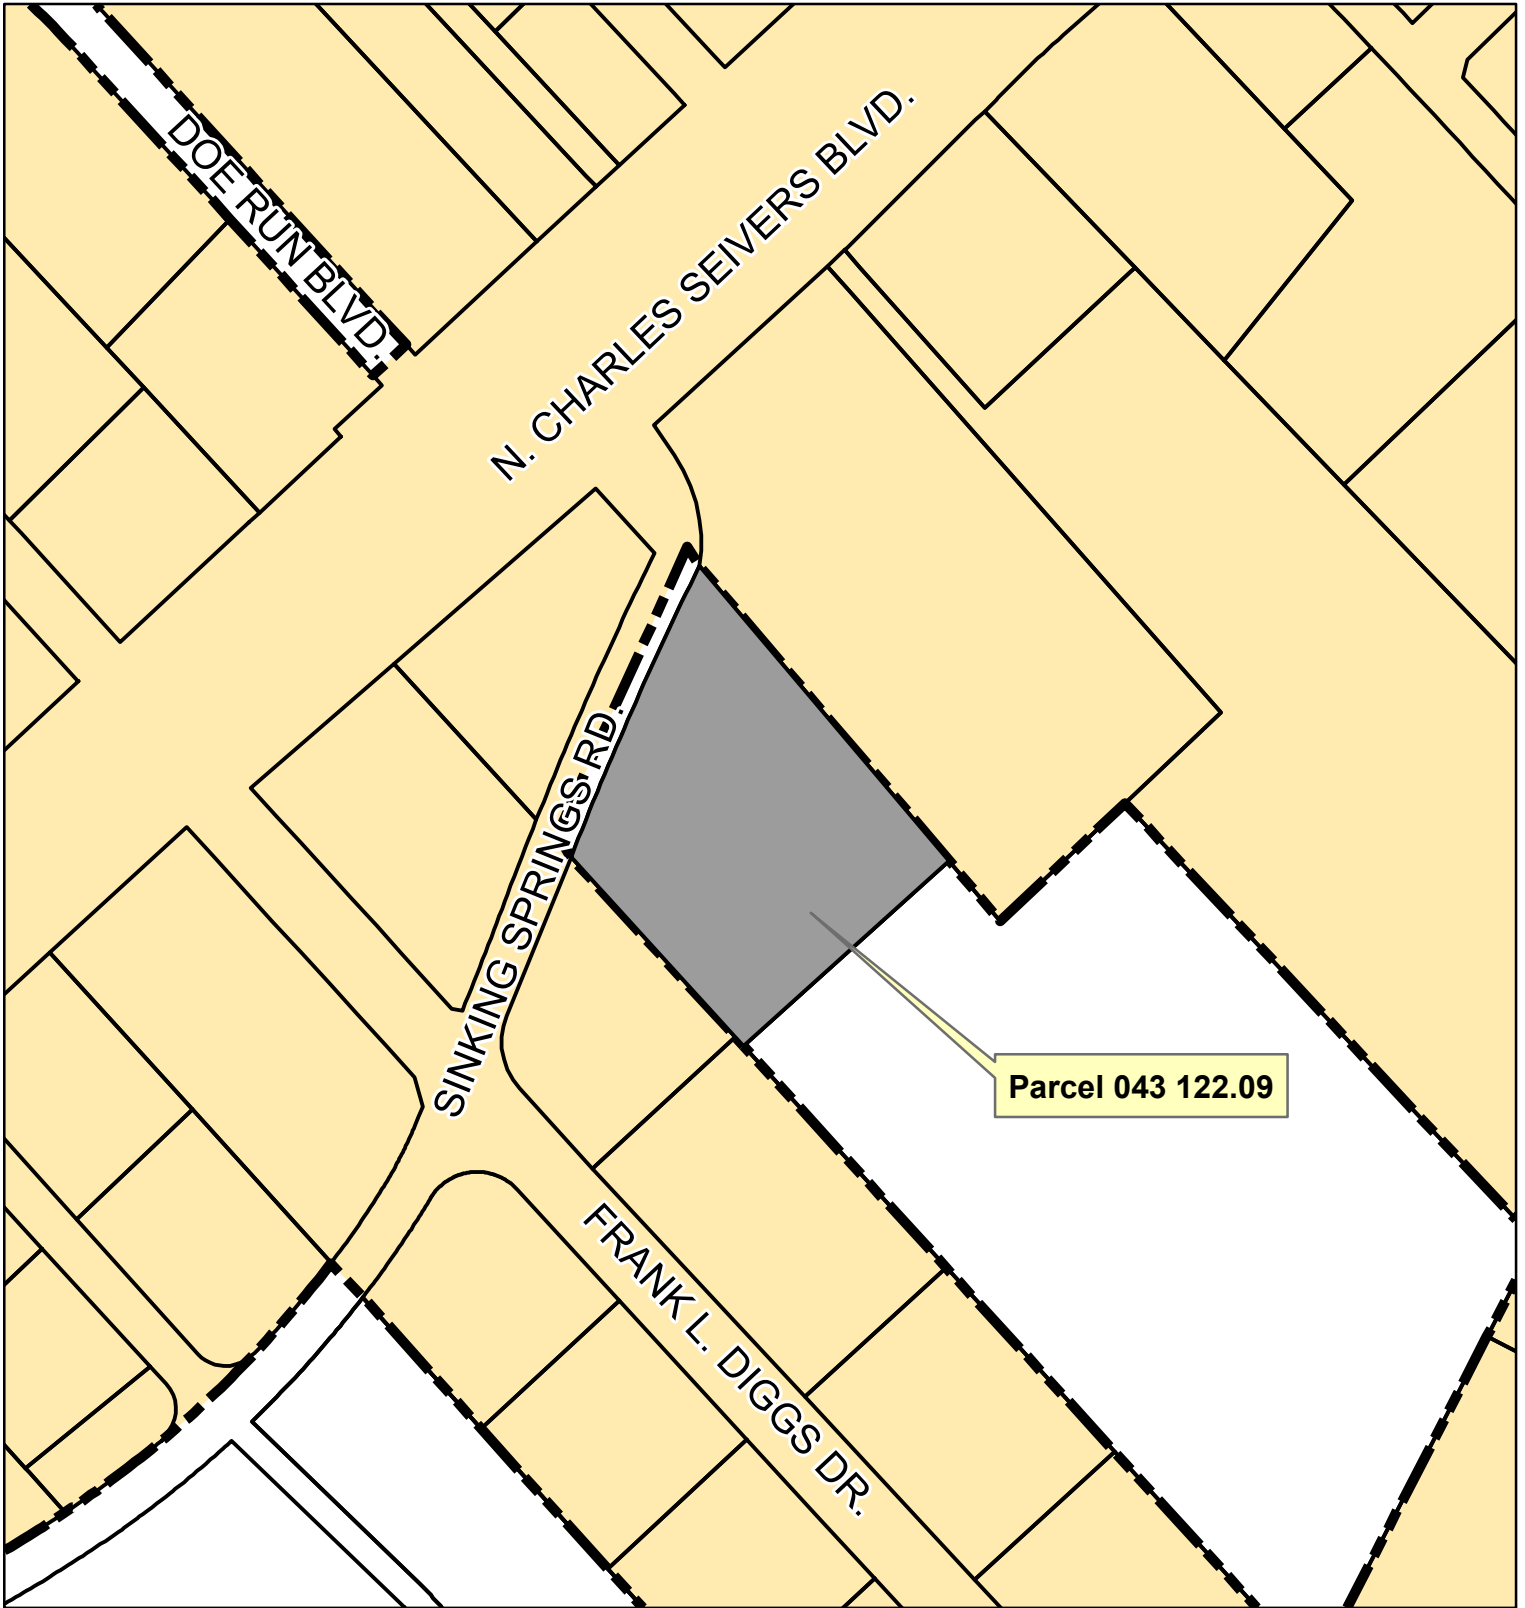 DOE RUN BLVD.
N. CHARLES SEIVERS BLVD.
SINKING SPRINGS RD.
Parcel 043 122.09
FRANK L. DIGGS DR.